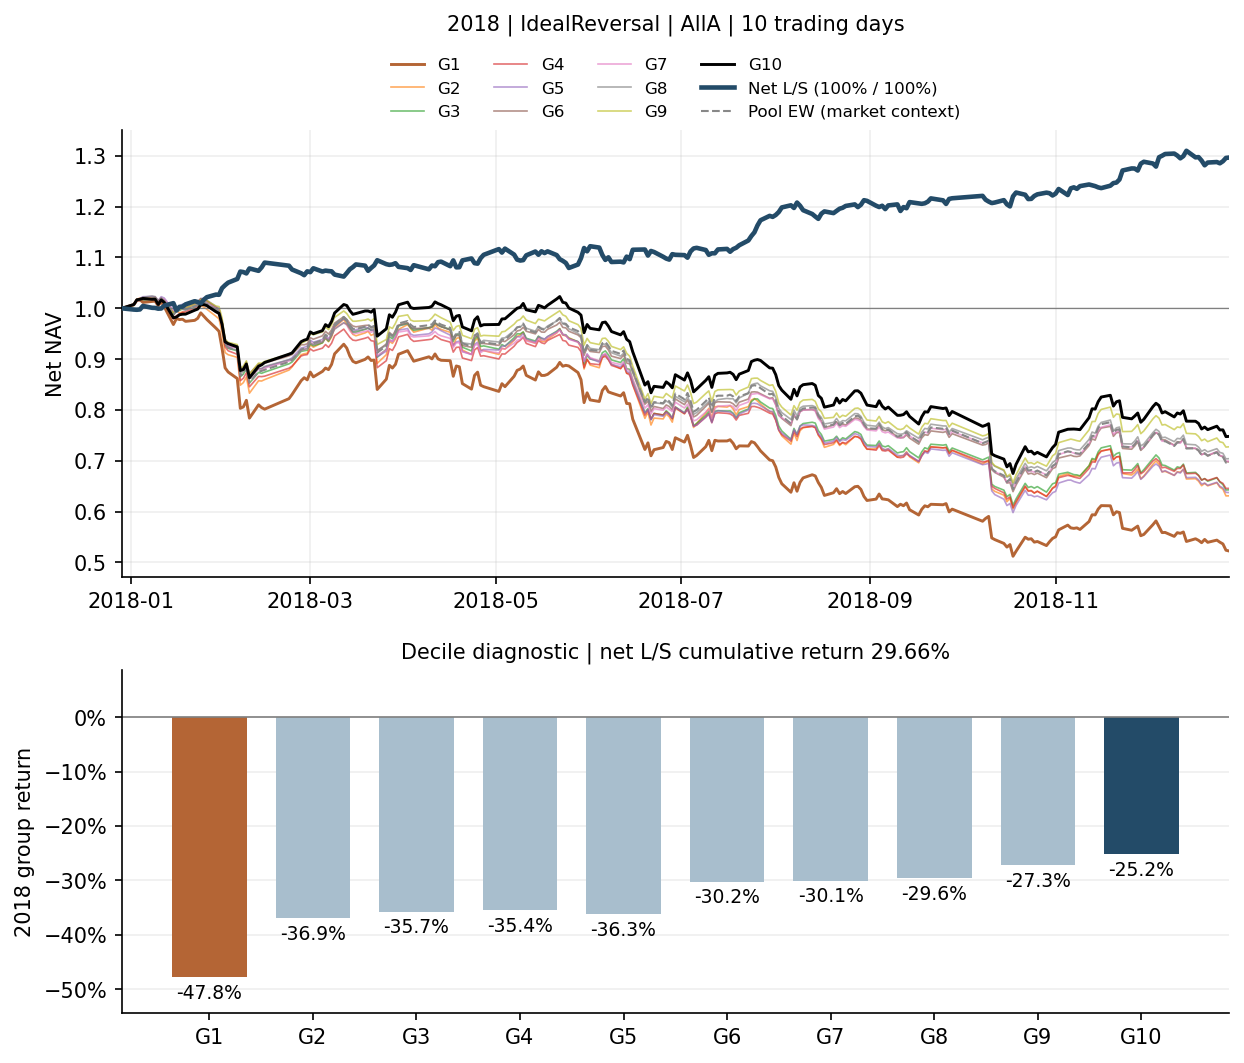 2018 | IdealReversal | AllA | 10 trading days
G1 G4 G7 G10
G2 G5 G8 Net L/S (100% / 100%)
G3 G6 G9 Pool EW (market context)
Net NAV
1.3
1.2
1.1
1.0
0.9
0.8
0.7
0.6
0.5
2018-01 2018-03 2018-05 2018-07 2018-09 2018-11
Decile diagnostic | net L/S cumulative return 29.66%
2018 group return
0%
−10%
−20%
−30%
−40%
−50%
-47.8% -36.9% -35.7% -35.4% -36.3% -30.2% -30.1% -29.6% -27.3% -25.2%
G1 G2 G3 G4 G5 G6 G7 G8 G9 G10